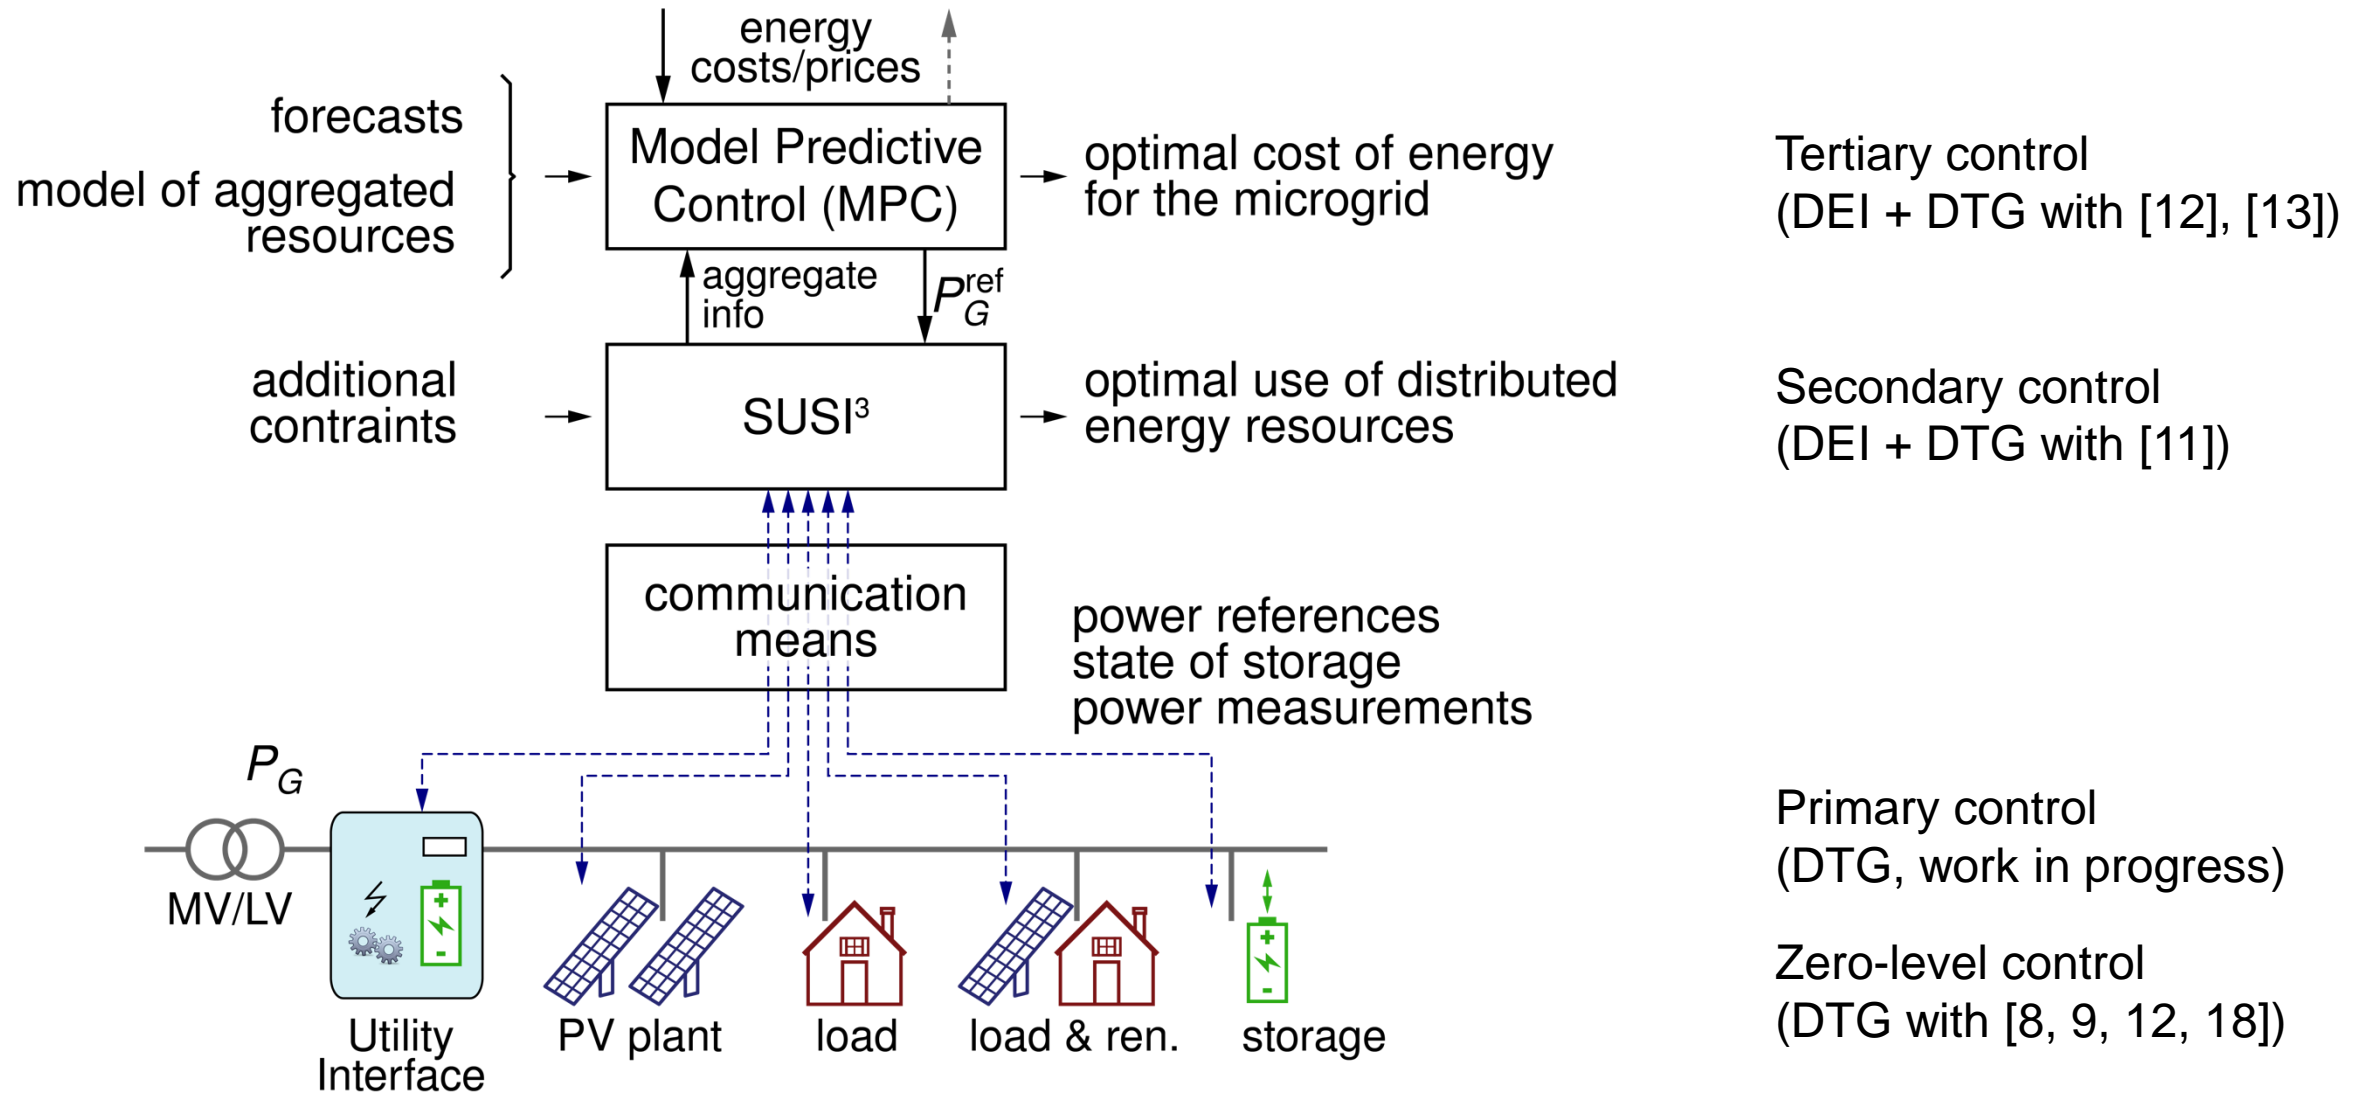 energy
costs/prices
forecasts
model of aggregated
resources
Model Predictive
Control (MPC)
optimal cost of energy
for the microgrid
Tertiary control
(DEI + DTG with [12], [13])
aggregate
info
P_G^ref
additional
contraints
SUSI³
optimal use of distributed
energy resources
Secondary control
(DEI + DTG with [11])
communication
means
power references
state of storage
power measurements
P_G
MV/LV
Primary control
(DTG, work in progress)
Zero-level control
(DTG with [8, 9, 12, 18])
Utility
Interface
PV plant
load
load & ren.
storage